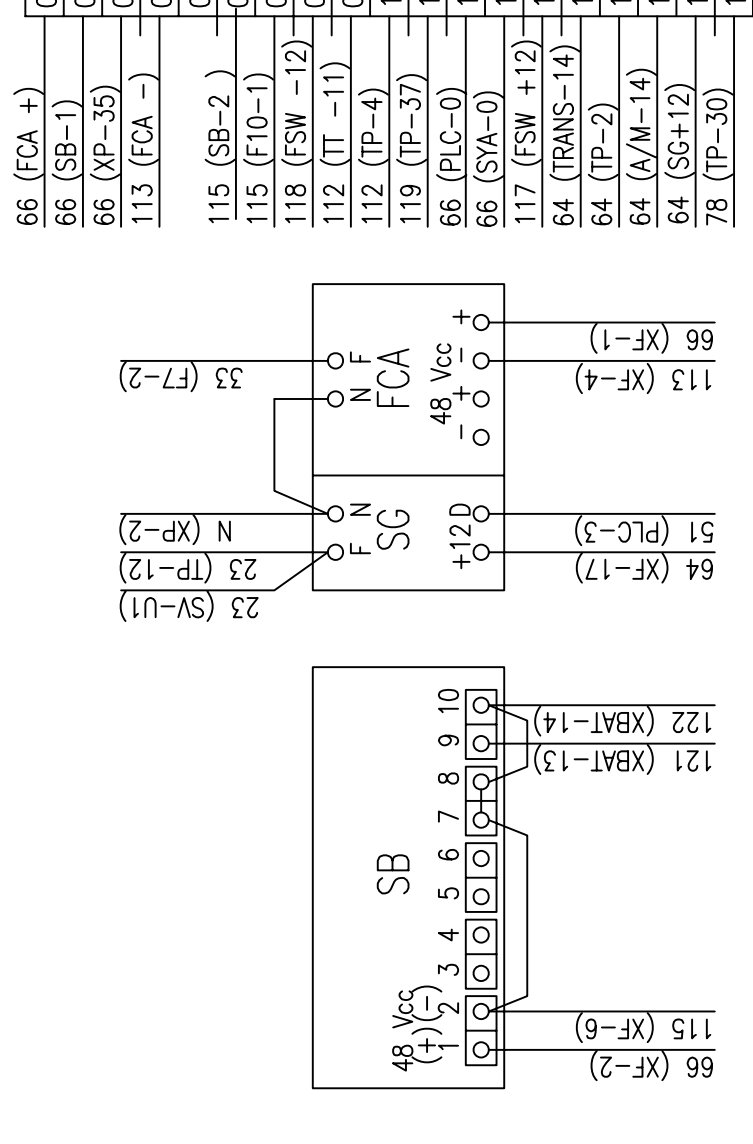 66 (FCA +)
66 (SB-1)
66 (XP-35)
113 (FCA -)
115 (SB-2 )
115 (F10-1)
118 (FSW -12)
112 (TT -11)
112 (TP-4)
119 (TP-37)
66 (PLC-0)
66 (SYA-0)
117 (FSW +12)
64 (TRANS-14)
64 (TP-2)
64 (A/M-14)
64 (SG+12)
78 (TP-30)
33 (F7-2)
F
N
FCA
48 Vcc
+
-
+
-
66 (XF-1)
113 (XF-4)
N (XP-2)
23 (TP-12)
23 (SV-U1)
N
F
SG
D
+12
51 (PLC-3)
64 (XF-17)
SB
10
9
8
7
6
5
4
3
2
1
48 Vcc
(+)(-)
122 (XBAT-14)
121 (XBAT-13)
115 (XF-6)
66 (XF-2)